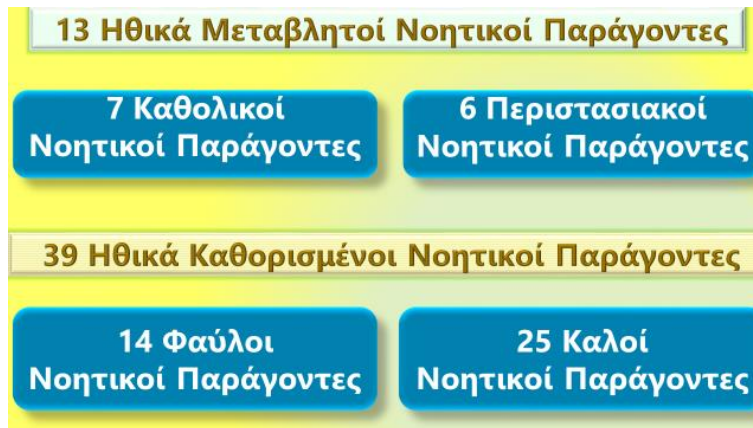 13 Ηθικά Μεταβλητοί Νοητικοί Παράγοντες
7 Καθολικοί
Νοητικοί Παράγοντες
6 Περιστασιακοί
Νοητικοί Παράγοντες
39 Ηθικά Καθορισμένοι Νοητικοί Παράγοντες
14 Φαύλοι
Νοητικοί Παράγοντες
25 Καλοί
Νοητικοί Παράγοντες